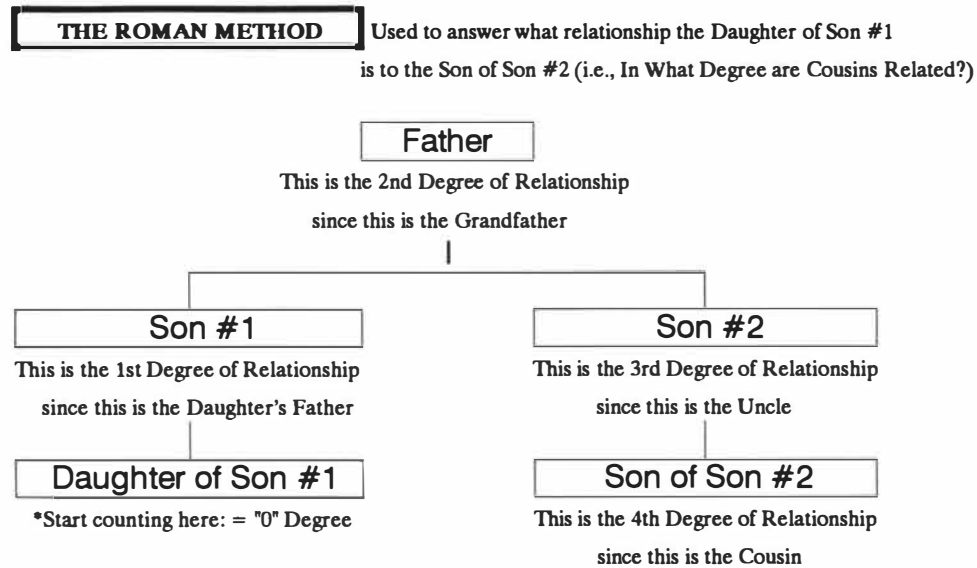 THE ROMAN METHOD Used to answer what relationship the Daughter of Son #1
is to the Son of Son #2 (i.e., In What Degree are Cousins Related?)
Father
This is the 2nd Degree of Relationship
since this is the Grandfather
Son #1
This is the 1st Degree of Relationship
since this is the Daughter's Father
Daughter of Son #1
*Start counting here: = "0" Degree
Son #2
This is the 3rd Degree of Relationship
since this is the Uncle
Son of Son #2
This is the 4th Degree of Relationship
since this is the Cousin